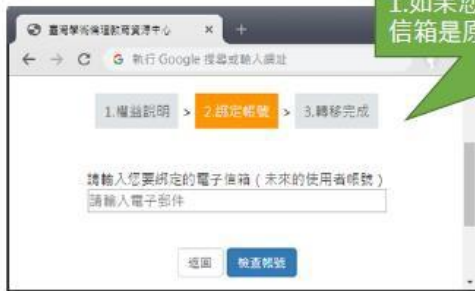 1.如果您
信箱是原
臺灣學術倫理教育資源中心
執行 Google 搜尋或輸入網址
1.權益說明 > 2.綁定帳號 > 3.轉移完成
請輸入您要綁定的電子信箱(未來的使用者帳號)
請輸入電子郵件
返回 檢查帳號